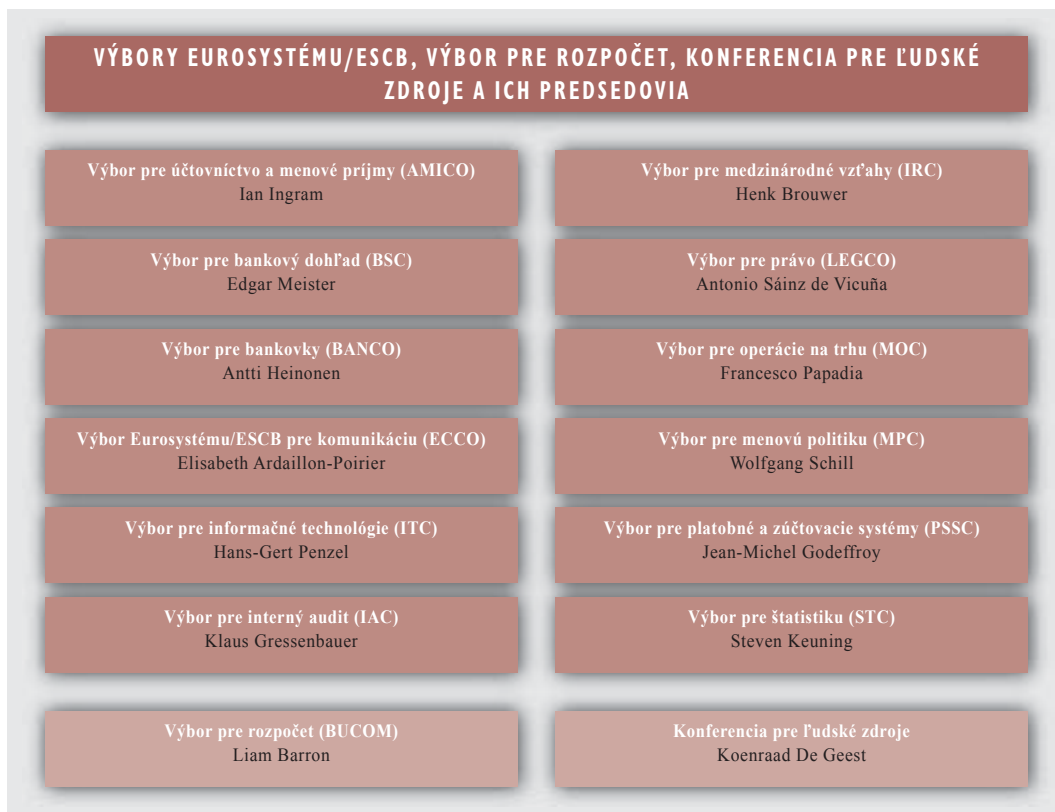 VÝBORY EUROSYSTÉMU/ESCB, VÝBOR PRE ROZPOČET, KONFERENCIA PRE ĽUDSKÉ
ZDROJE A ICH PREDSEDOVIA
Výbor pre účtovníctvo a menové príjmy (AMICO)
Ian Ingram
Výbor pre bankový dohľad (BSC)
Edgar Meister
Výbor pre bankovky (BANCO)
Antti Heinonen
Výbor Eurosystému/ESCB pre komunikáciu (ECCO)
Elisabeth Ardaillon-Poirier
Výbor pre informačné technológie (ITC)
Hans-Gert Penzel
Výbor pre interný audit (IAC)
Klaus Gressenbauer
Výbor pre rozpočet (BUCOM)
Liam Barron
Výbor pre medzinárodné vzťahy (IRC)
Henk Brouwer
Výbor pre právo (LEGCO)
Antonio Sáinz de Vicuña
Výbor pre operácie na trhu (MOC)
Francesco Papadia
Výbor pre menovú politiku (MPC)
Wolfgang Schill
Výbor pre platobné a zúčtovacie systémy (PSSC)
Jean-Michel Godeffroy
Výbor pre štatistiku (STC)
Steven Keuning
Konferencia pre ľudské zdroje
Koenraad De Geest